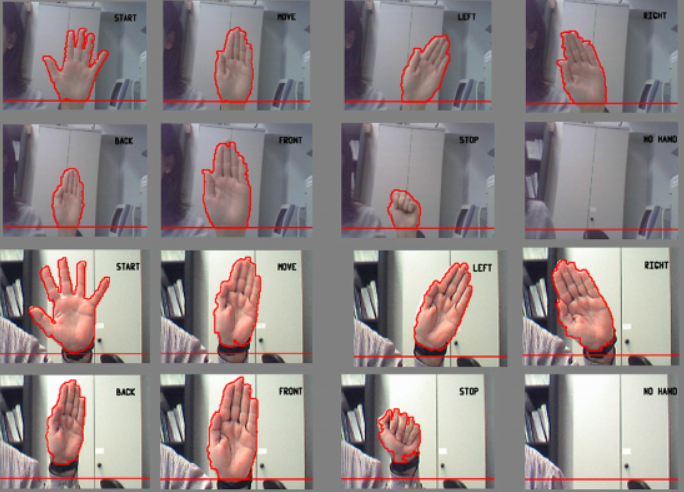 START
MOVE
LEFT
RIGHT
BACK
FRONT
STOP
NO HAND
START
MOVE
LEFT
RIGHT
BACK
FRONT
STOP
NO HAND